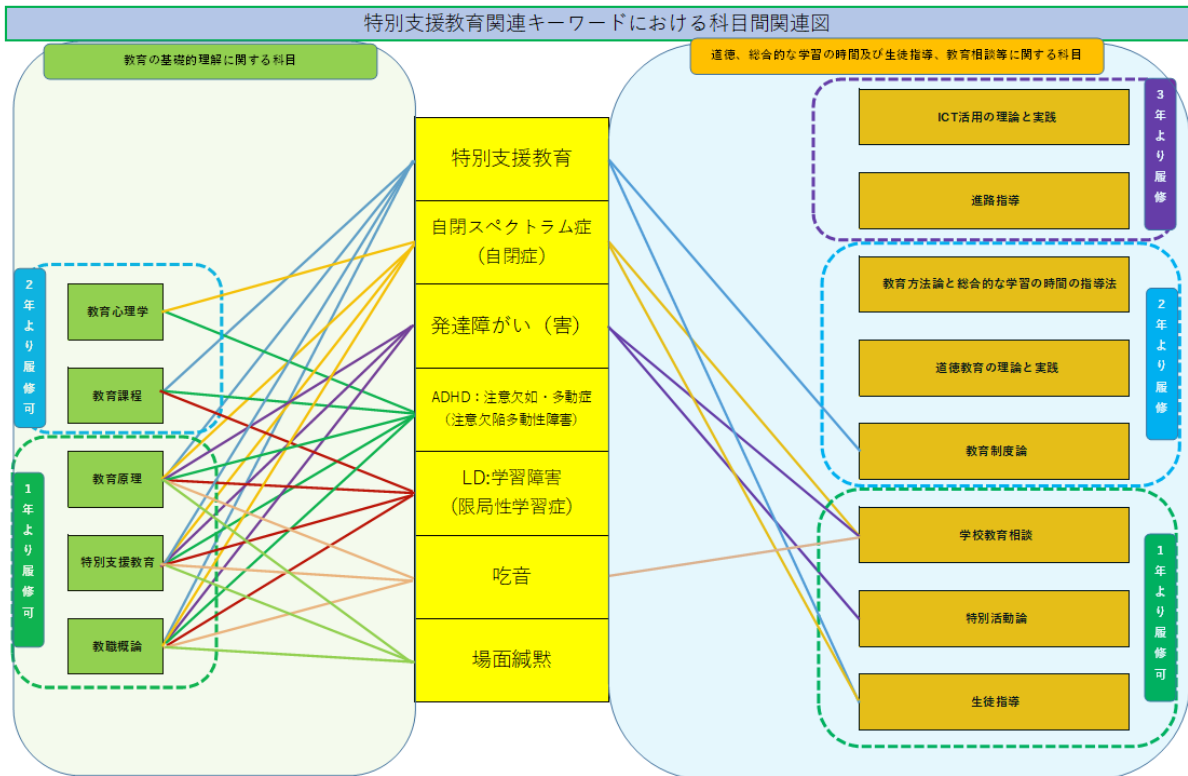 特別支援教育関連キーワードにおける科目間関連図
教育の基礎的理解に関する科目
道徳、総合的な学習の時間及び生徒指導、教育相談等に関する科目
2年より履修可
1年より履修可
教育心理学
教育課程
教育原理
特別支援教育
教職概論
特別支援教育
自閉スペクトラム症
(自閉症)
発達障がい（害）
ADHD：注意欠如・多動症
(注意欠陥多動性障害)
LD:学習障害
(限局性学習症)
吃音
場面緘黙
ICT活用の理論と実践
進路指導
教育方法論と総合的な学習の時間の指導法
道徳教育の理論と実践
教育制度論
学校教育相談
特別活動論
生徒指導
3年より履修
2年より履修
1年より履修可